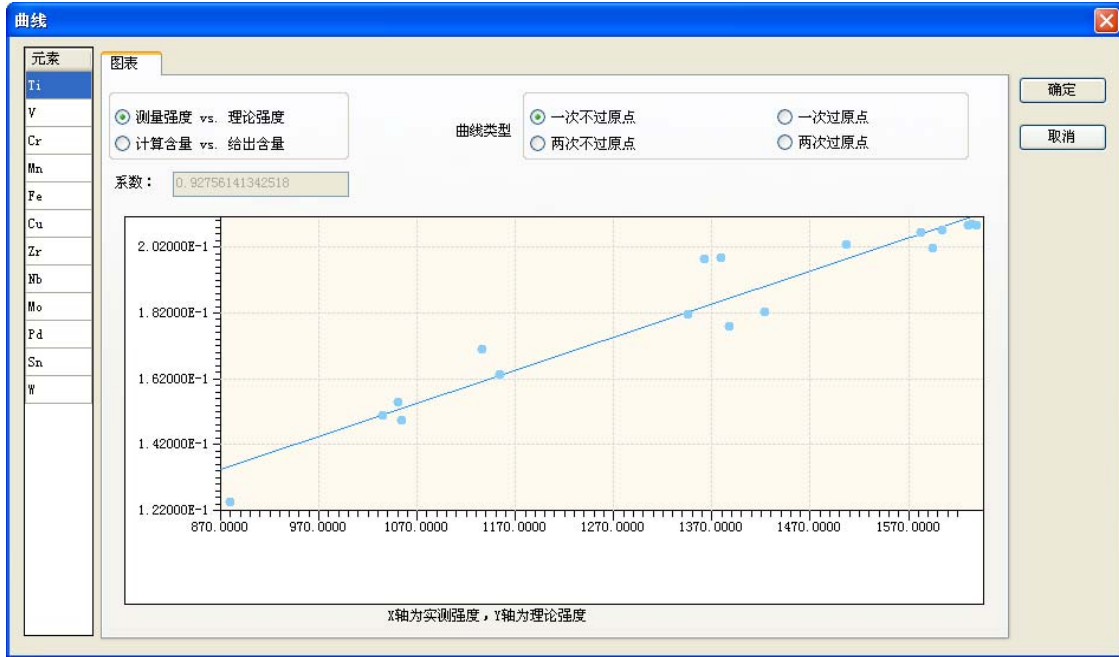 曲线
元素
Ti
V
Cr
Mn
Fe
Cu
Zr
Nb
Mo
Pd
Sn
W
图表
测量强度 vs. 理论强度
计算含量 vs. 给出含量
曲线类型
一次不过原点
一次过原点
两次不过原点
两次过原点
确定
取消
系数：
0.92756141342518
2.02000E-1
1.82000E-1
1.62000E-1
1.42000E-1
1.22000E-1
870.0000 970.0000 1070.0000 1170.0000 1270.0000 1370.0000 1470.0000 1570.0000
X轴为实测强度，Y轴为理论强度